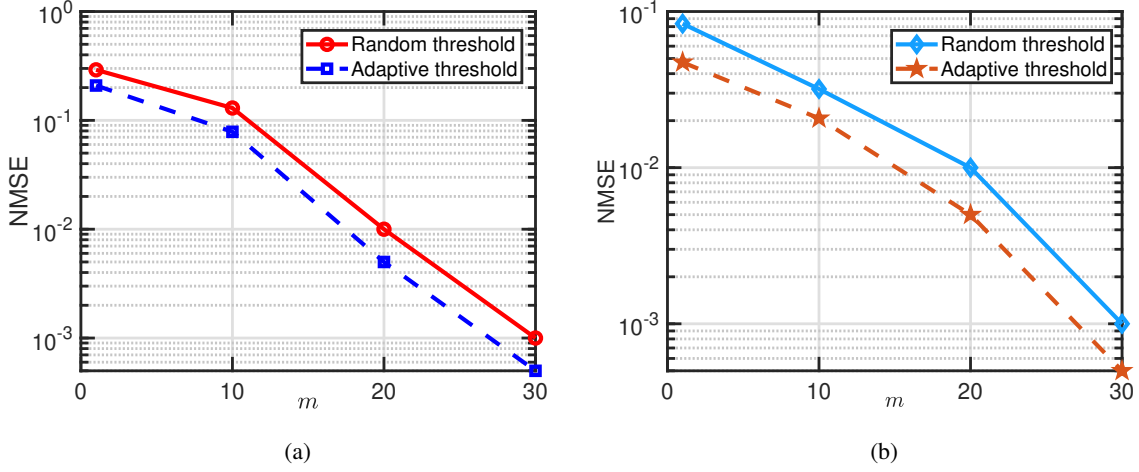 10^0
10^-1
10^-2
10^-3
NMSE
0
10
20
30
m
Random threshold
Adaptive threshold
(a)
10^-1
10^-2
10^-3
NMSE
0
10
20
30
m
Random threshold
Adaptive threshold
(b)